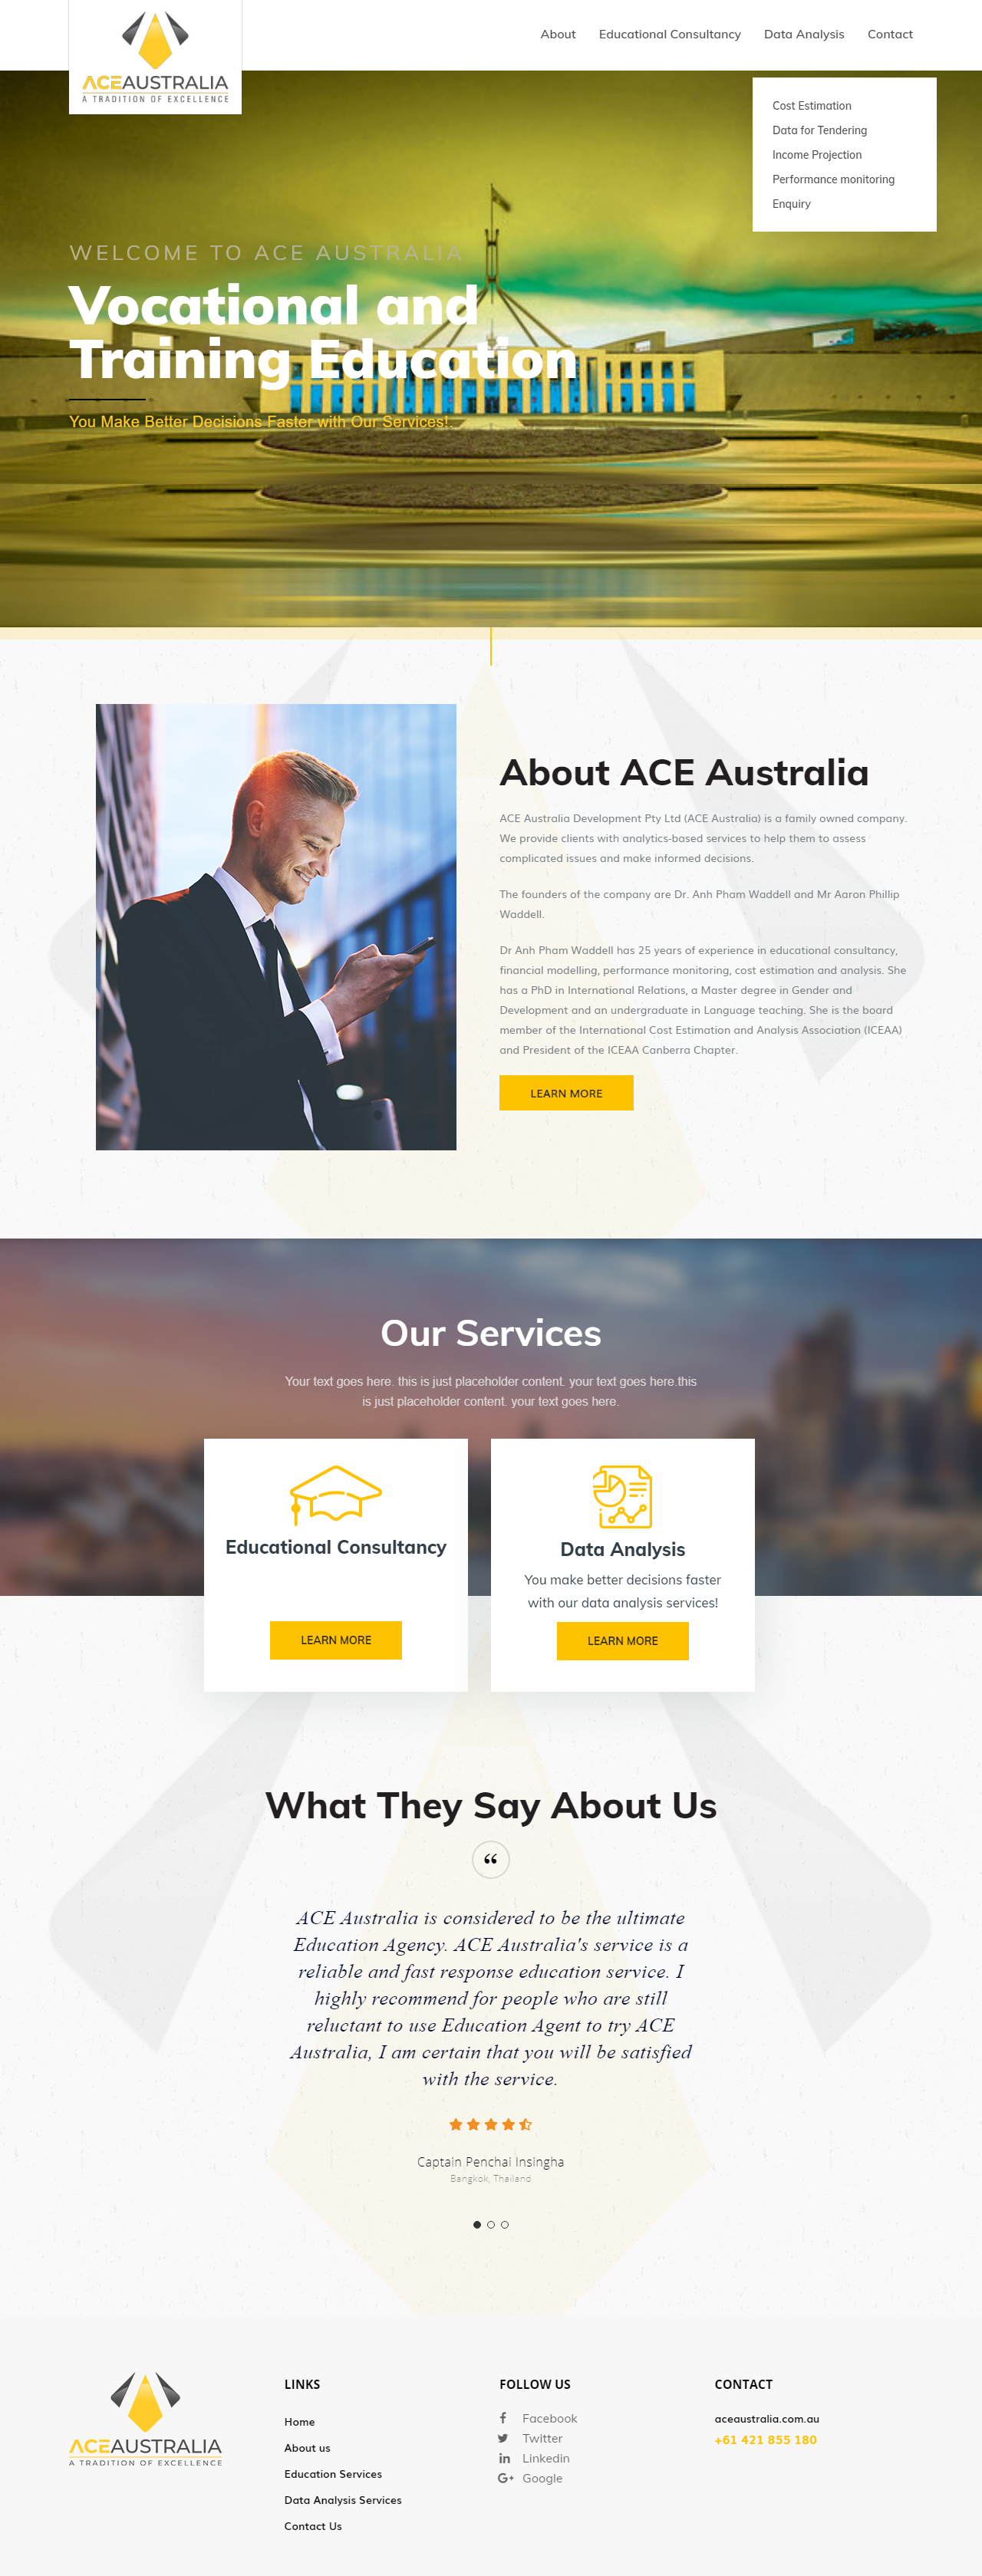 ACEAUSTRALIA
A TRADITION OF EXCELLENCE
About Educational Consultancy Data Analysis Contact
Cost Estimation
Data for Tendering
Income Projection
Performance monitoring
Enquiry
WELCOME TO ACE AUSTRALIA
Vocational and
Training Education
You Make Better Decisions Faster with Our Services!
About ACE Australia
ACE Australia Development Pty Ltd (ACE Australia) is a family owned company.
We provide clients with analytics-based services to help them to assess
complicated issues and make informed decisions.
The founders of the company are Dr. Anh Pham Waddell and Mr Aaron Phillip
Waddell.
Dr Anh Pham Waddell has 25 years of experience in educational consultancy,
financial modelling, performance monitoring, cost estimation and analysis. She
has a PhD in International Relations, a Master degree in Gender and
Development and an undergraduate in Language teaching. She is the board
member of the International Cost Estimation and Analysis Association (ICEAA)
and President of the ICEAA Canberra Chapter.
LEARN MORE
Our Services
Your text goes here. this is just placeholder content. your text goes here.this
is just placeholder content. your text goes here.
Educational Consultancy
LEARN MORE
Data Analysis
You make better decisions faster
with our data analysis services!
LEARN MORE
What They Say About Us
“
ACE Australia is considered to be the ultimate
Education Agency. ACE Australia's service is a
reliable and fast response education service. I
highly recommend for people who are still
reluctant to use Education Agent to try ACE
Australia, I am certain that you will be satisfied
with the service.
Captain Penchai Insingha
Bangkok, Thailand
ACEAUSTRALIA
A TRADITION OF EXCELLENCE
LINKS
Home
About us
Education Services
Data Analysis Services
Contact Us
FOLLOW US
Facebook
Twitter
Linkedin
Google
CONTACT
aceaustralia.com.au
+61 421 855 180